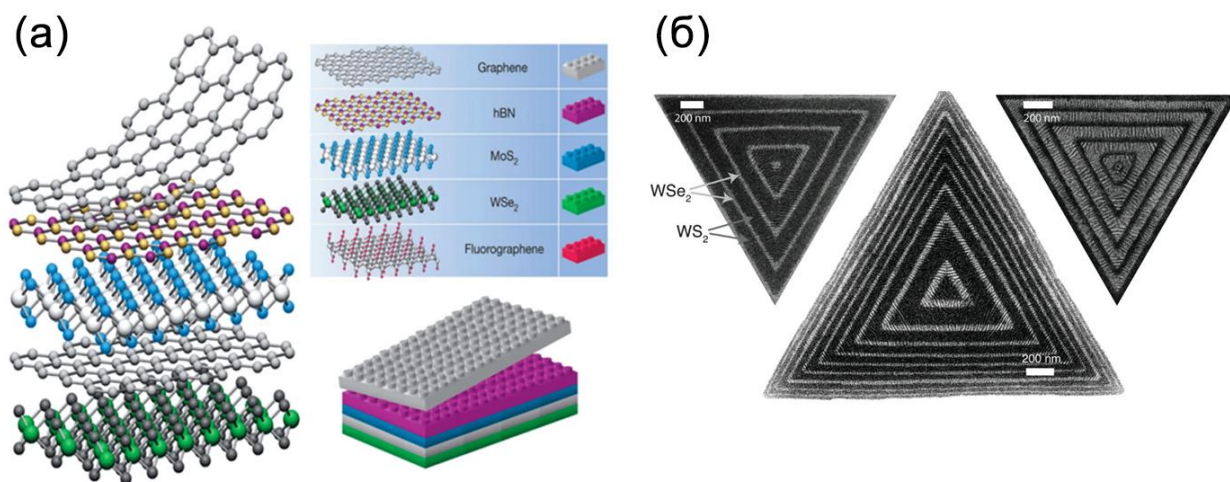 (а)
Graphene
hBN
MoS₂
WSe₂
Fluorographene
(б)
200 nm
WSe₂
WS₂
200 nm
200 nm